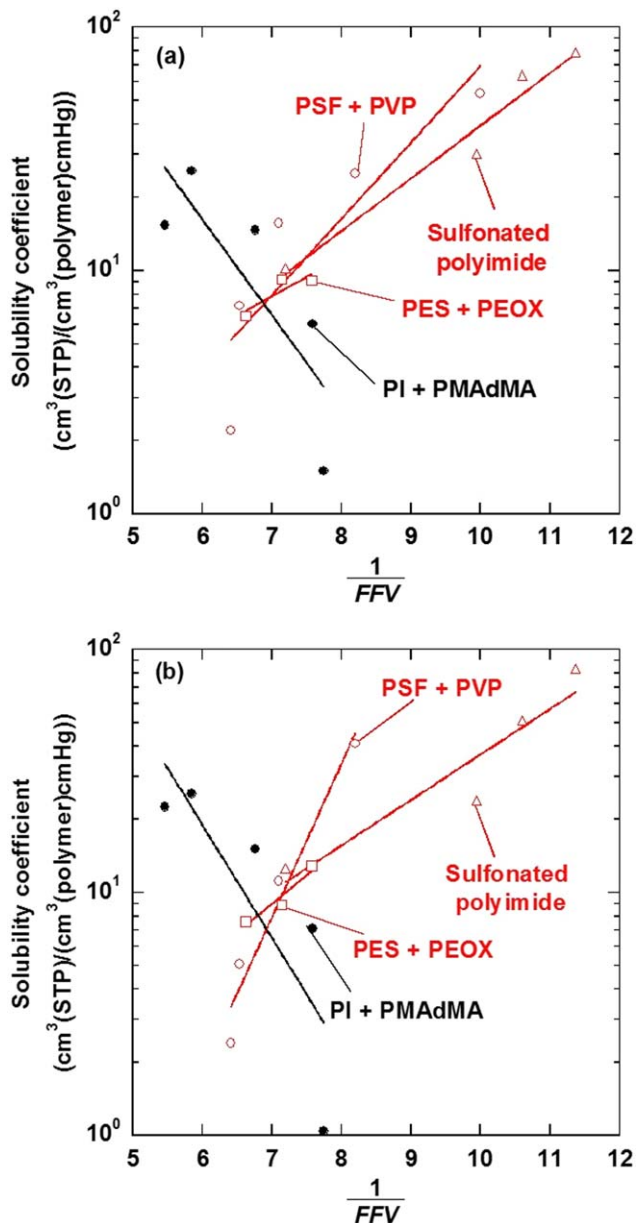 (a)
10²
10¹
10⁰
Solubility coefficient
(cm³(STP)/(cm³(polymer)cmHg))
PSF + PVP
Sulfonated
polyimide
PES + PEOX
PI + PMAdMA
5 6 7 8 9 10 11 12
1
FFV
(b)
10²
10¹
10⁰
Solubility coefficient
(cm³(STP)/(cm³(polymer)cmHg))
PSF + PVP
Sulfonated
polyimide
PES + PEOX
PI + PMAdMA
5 6 7 8 9 10 11 12
1
FFV